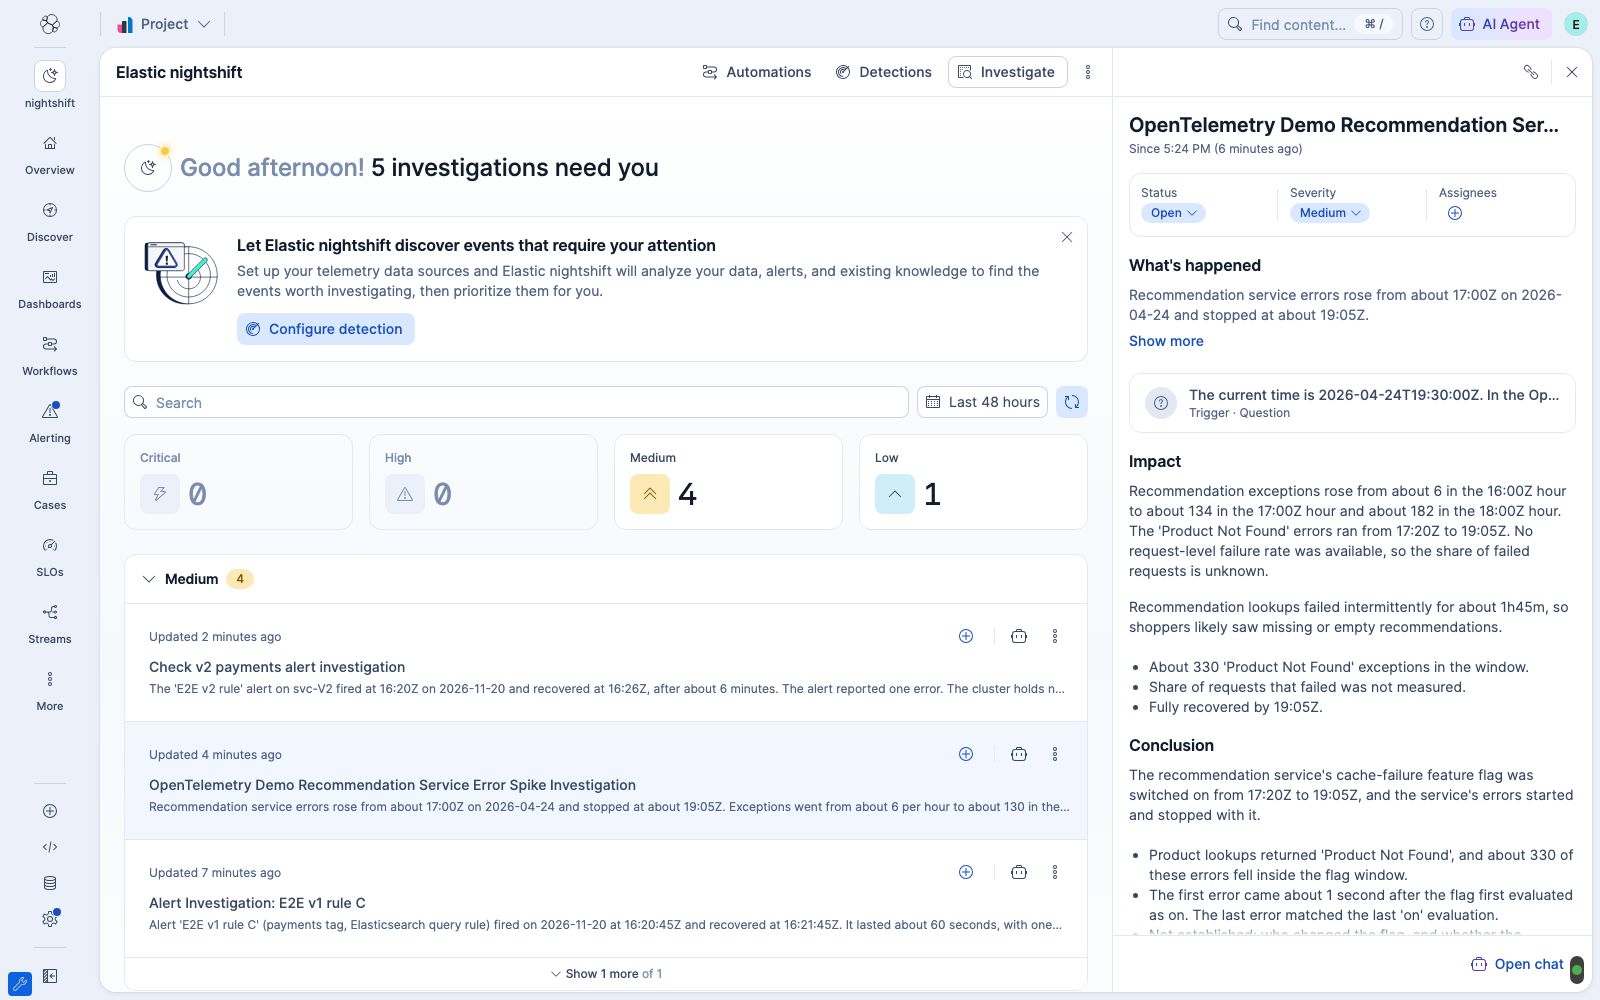 Project
Find content...
⌘ /
AI Agent
E
nightshift
Overview
Discover
Dashboards
Workflows
Alerting
Cases
SLOs
Streams
More
Elastic nightshift
Automations
Detections
Investigate
Good afternoon! 5 investigations need you
Let Elastic nightshift discover events that require your attention
Set up your telemetry data sources and Elastic nightshift will analyze your data, alerts, and existing knowledge to find the
events worth investigating, then prioritize them for you.
Configure detection
Search
Last 48 hours
Critical
0
High
0
Medium
4
Low
1
Medium 4
Updated 2 minutes ago
Check v2 payments alert investigation
The 'E2E v2 rule' alert on svc-V2 fired at 16:20Z on 2026-11-20 and recovered at 16:26Z, after about 6 minutes. The alert reported one error. The cluster holds n...
Updated 4 minutes ago
OpenTelemetry Demo Recommendation Service Error Spike Investigation
Recommendation service errors rose from about 17:00Z on 2026-04-24 and stopped at about 19:05Z. Exceptions went from about 6 per hour to about 130 in the...
Updated 7 minutes ago
Alert Investigation: E2E v1 rule C
Alert 'E2E v1 rule C' (payments tag, Elasticsearch query rule) fired on 2026-11-20 at 16:20:45Z and recovered at 16:21:45Z. It lasted about 60 seconds, with one...
Show 1 more of 1
OpenTelemetry Demo Recommendation Ser...
Since 5:24 PM (6 minutes ago)
Status
Open
Severity
Medium
Assignees
What's happened
Recommendation service errors rose from about 17:00Z on 2026-
04-24 and stopped at about 19:05Z.
Show more
The current time is 2026-04-24T19:30:00Z. In the Op...
Trigger · Question
Impact
Recommendation exceptions rose from about 6 in the 16:00Z hour
to about 134 in the 17:00Z hour and about 182 in the 18:00Z hour.
The 'Product Not Found' errors ran from 17:20Z to 19:05Z. No
request-level failure rate was available, so the share of failed
requests is unknown.
Recommendation lookups failed intermittently for about 1h45m, so
shoppers likely saw missing or empty recommendations.
• About 330 'Product Not Found' exceptions in the window.
• Share of requests that failed was not measured.
• Fully recovered by 19:05Z.
Conclusion
The recommendation service's cache-failure feature flag was
switched on from 17:20Z to 19:05Z, and the service's errors started
and stopped with it.
• Product lookups returned 'Product Not Found', and about 330 of
these errors fell inside the flag window.
• The first error came about 1 second after the flag first evaluated
as on. The last error matched the last 'on' evaluation.
• Not established: who changed the flag, and whether the
Open chat